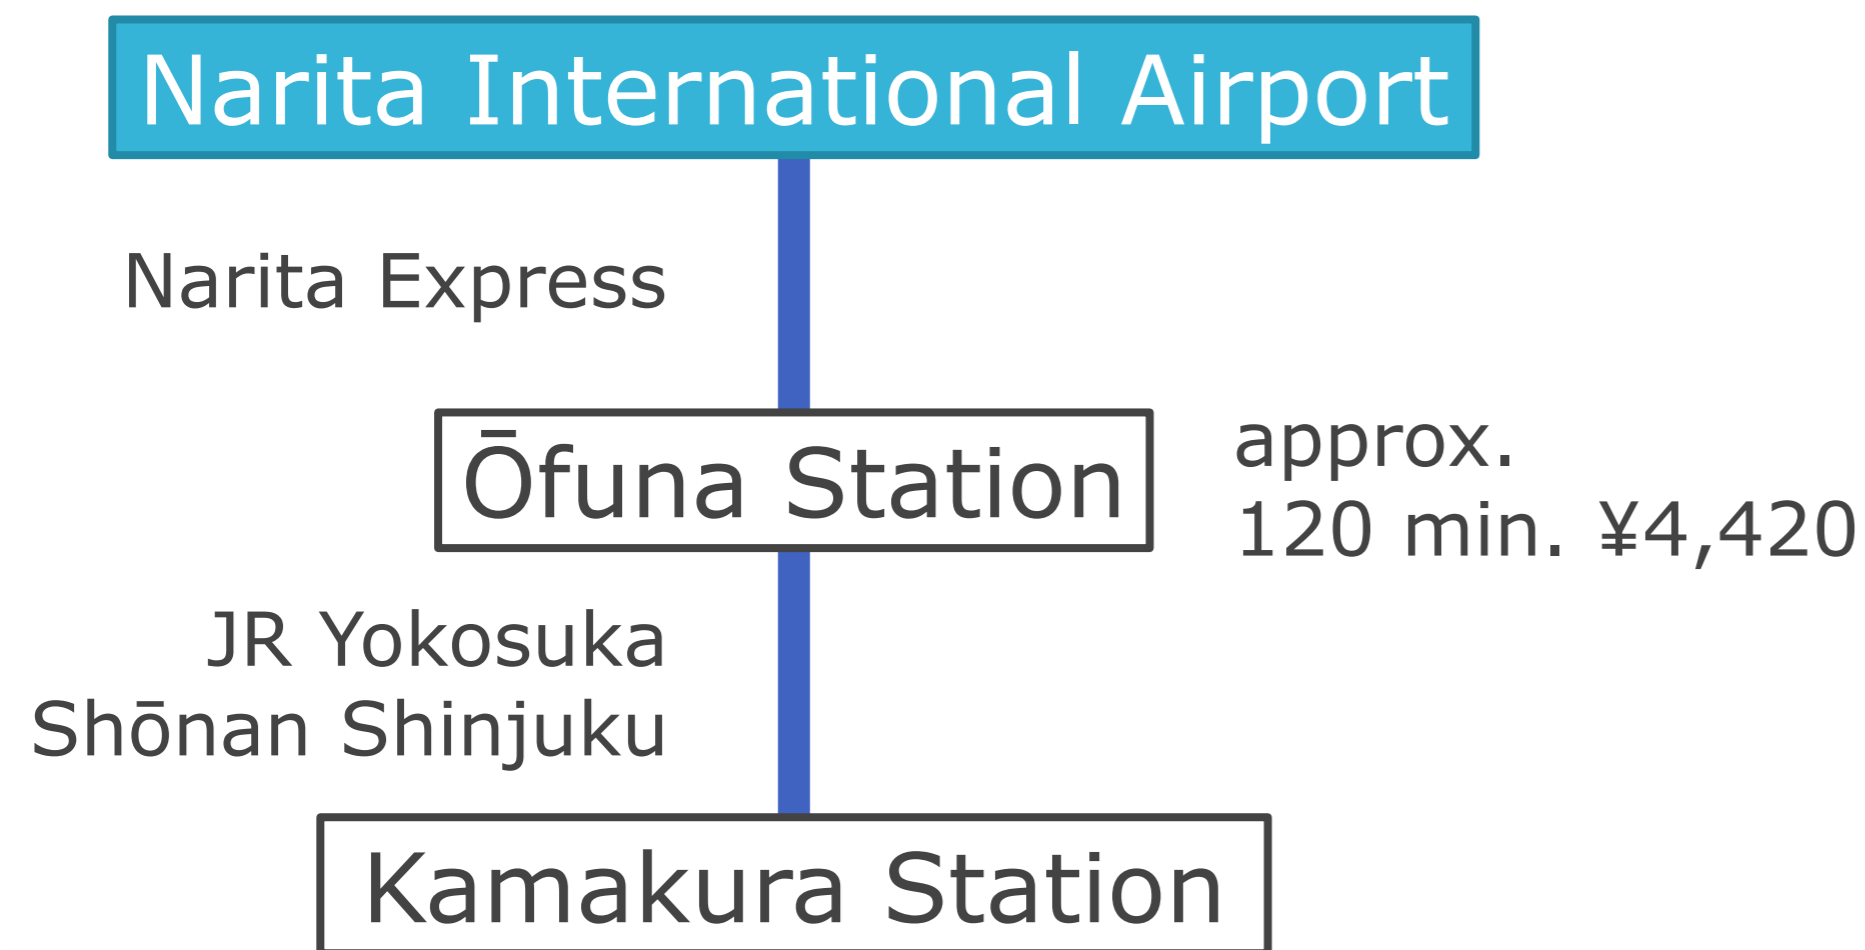 Narita International Airport
Narita Express
Ōfuna Station
approx.
120 min. ¥4,420
JR Yokosuka
Shōnan Shinjuku
Kamakura Station